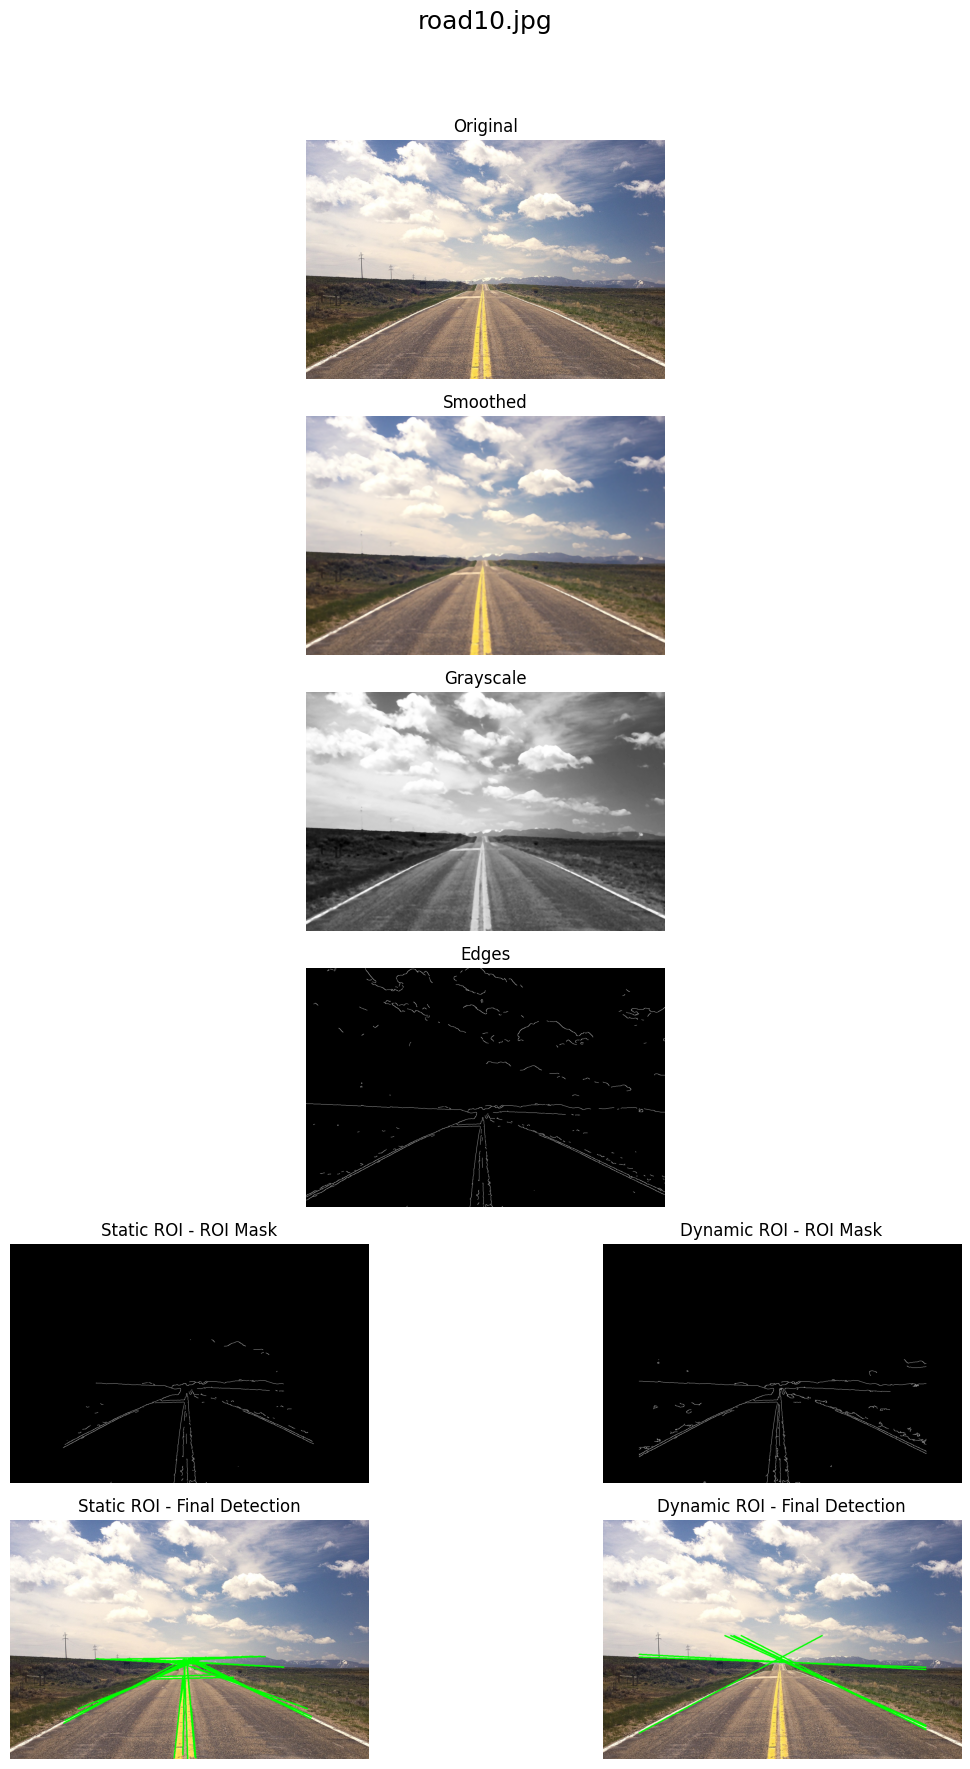 road10.jpg
Original
Smoothed
Grayscale
Edges
Static ROI - ROI Mask
Dynamic ROI - ROI Mask
Static ROI - Final Detection
Dynamic ROI - Final Detection